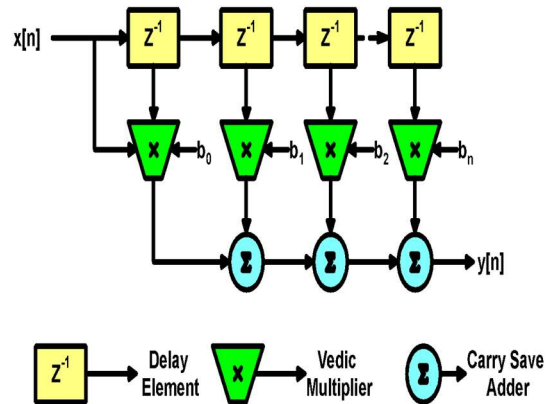 x[n] Z⁻¹ Z⁻¹ Z⁻¹ Z⁻¹
X b₀ X b₁ X b₂ X bₙ
Σ Σ Σ y[n]
Z⁻¹ Delay Element X Vedic Multiplier Σ Carry Save Adder